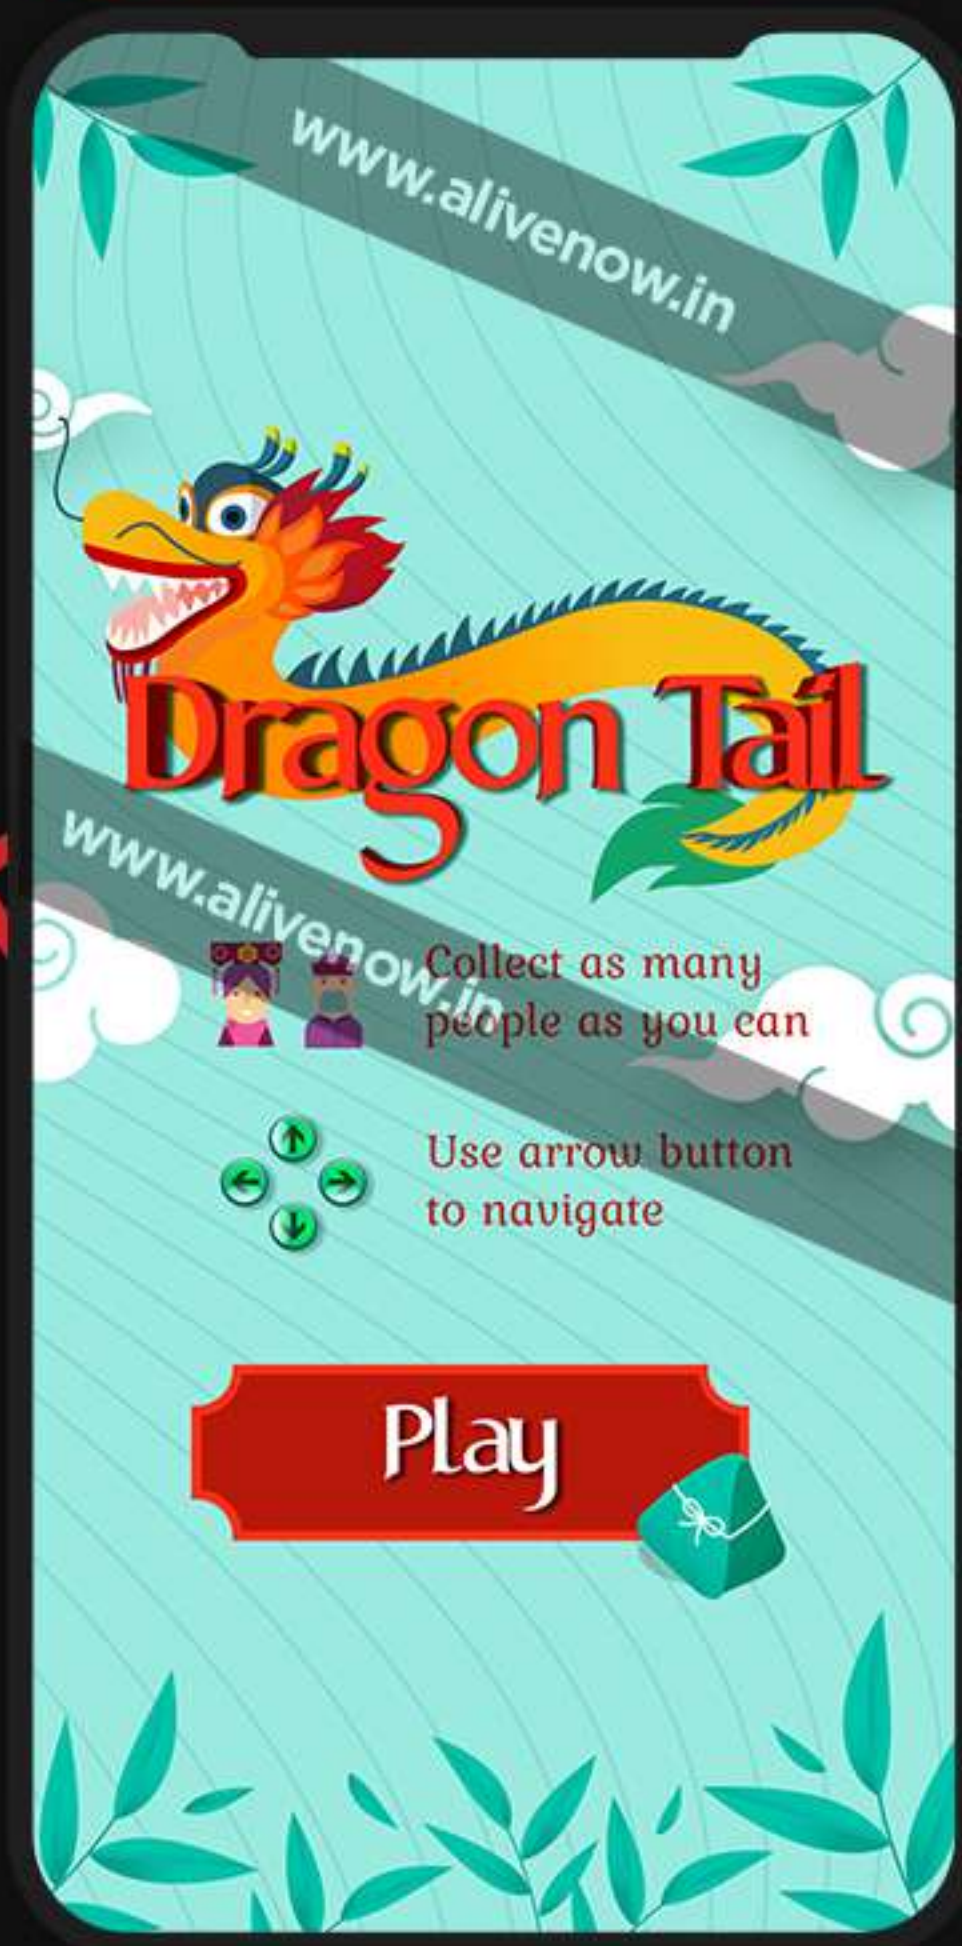 www.alivenow.in
Dragon Tail
www.alivenow.in
Collect as many
people as you can
Use arrow button
to navigate
Play